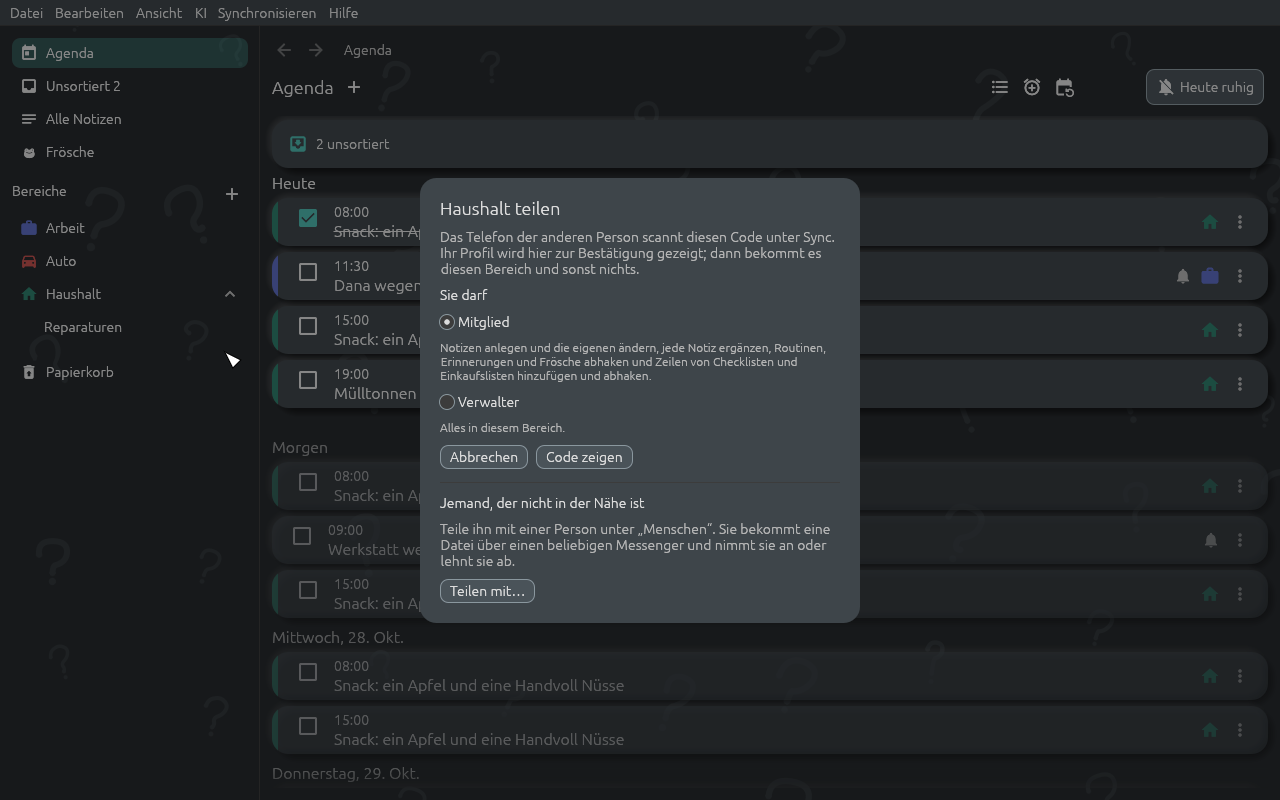 Datei Bearbeiten Ansicht KI Synchronisieren Hilfe
Agenda
Unsortiert 2
Alle Notizen
Frösche
Bereiche
Arbeit
Auto
Haushalt
Reparaturen
Papierkorb
Agenda
Agenda
Heute ruhig
2 unsortiert
Heute
08:00
Snack: ein
11:30
Dana wegen
15:00
Snack: ein
19:00
Mülltonnen
Morgen
08:00
Snack: ein
09:00
Werkstatt
15:00
Snack: ein
Mittwoch, 28. Okt.
08:00
Snack: ein Apfel und eine Handvoll Nüsse
15:00
Snack: ein Apfel und eine Handvoll Nüsse
Donnerstag, 29. Okt.
Haushalt teilen
Das Telefon der anderen Person scannt diesen Code unter Sync.
Ihr Profil wird hier zur Bestätigung gezeigt; dann bekommt es
diesen Bereich und sonst nichts.
Sie darf
Mitglied
Notizen anlegen und die eigenen ändern, jede Notiz ergänzen, Routinen,
Erinnerungen und Frösche abhaken und Zeilen von Checklisten und
Einkaufslisten hinzufügen und abhaken.
Verwalter
Alles in diesem Bereich.
Abbrechen Code zeigen
Jemand, der nicht in der Nähe ist
Teile ihn mit einer Person unter „Menschen“. Sie bekommt eine
Datei über einen beliebigen Messenger und nimmt sie an oder
lehnt sie ab.
Teilen mit…